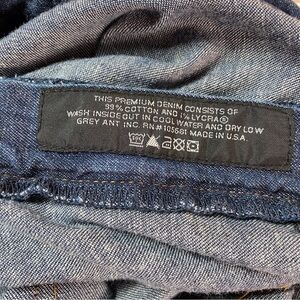 THIS PREMIUM DENIM CONSISTS OF
99% COTTON AND 1% LYCRA®
WASH INSIDE OUT IN COOL WATER AND DRY LOW
GREY ANT INC. RN# 105581 MADE IN U.S.A.